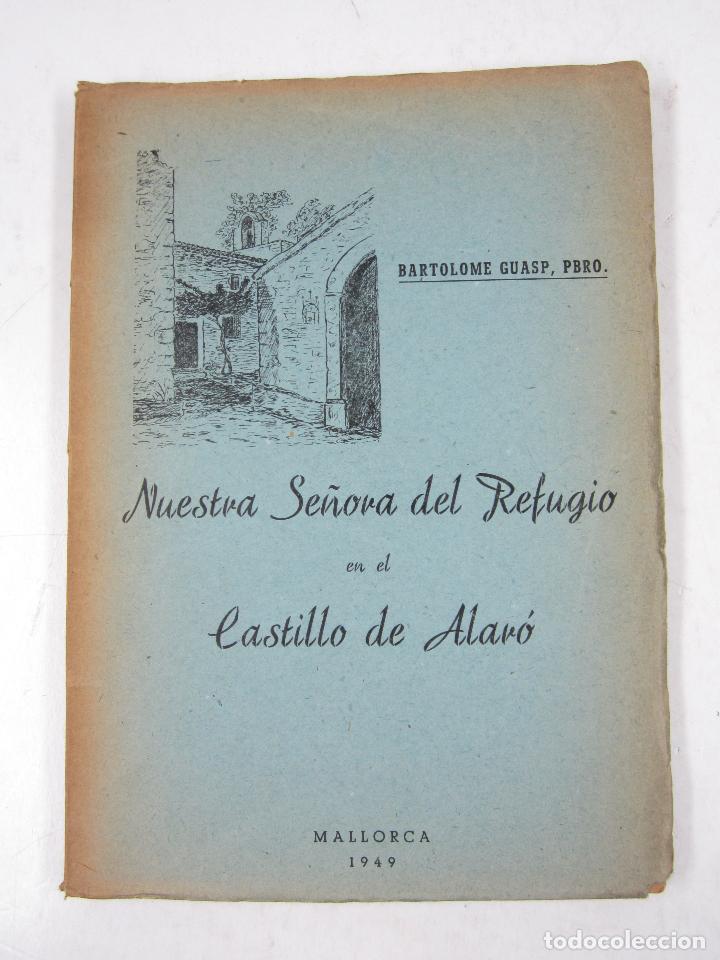 BARTOLOME GUASP, PBRO.
Nuestra Señora del Refugio
en el
Castillo de Alaró
MALLORCA
1949
todocoleccion